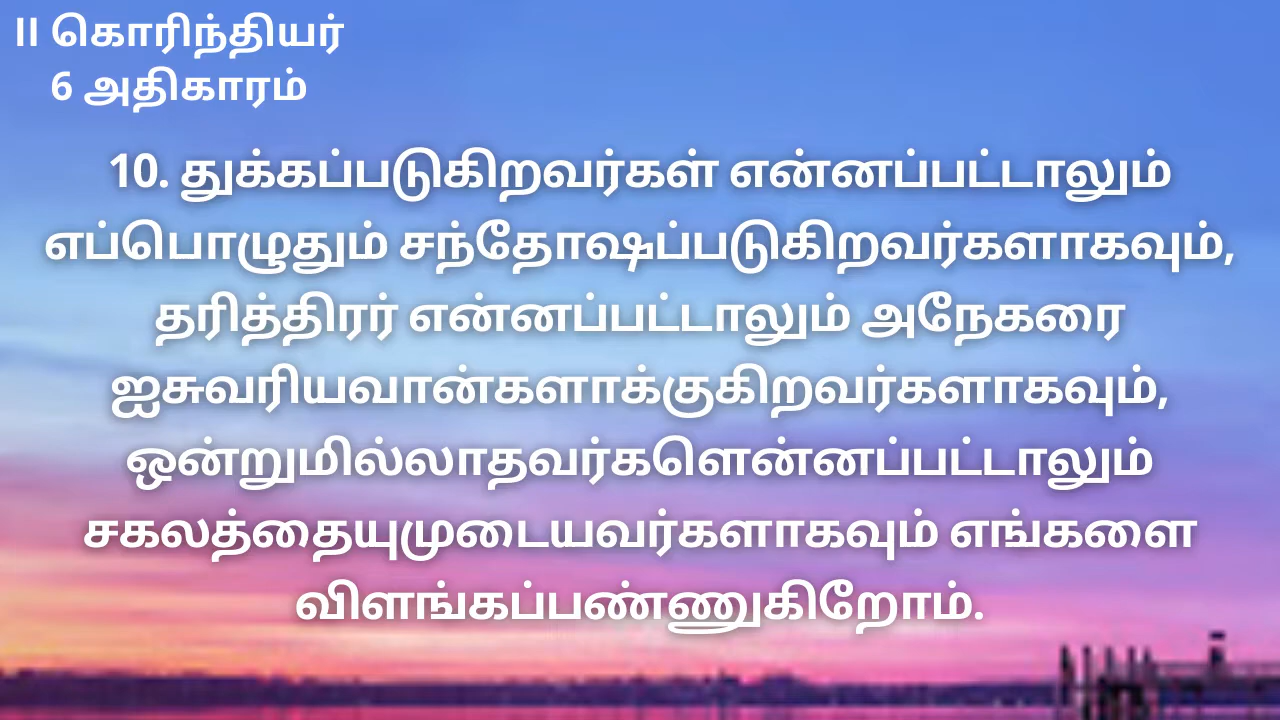 II கொரிந்தியர்
6 அதிகாரம்
10. துக்கப்படுகிறவர்கள் என்னப்பட்டாலும்
எப்பொழுதும் சந்தோஷப்படுகிறவர்களாகவும்,
தரித்திரர் என்னப்பட்டாலும் அநேகரை
ஐசுவரியவான்களாக்குகிறவர்களாகவும்,
ஒன்றுமில்லாதவர்களென்னப்பட்டாலும்
சகலத்தையுமுடையவர்களாகவும் எங்களை
விளங்கப்பண்ணுகிறோம்.